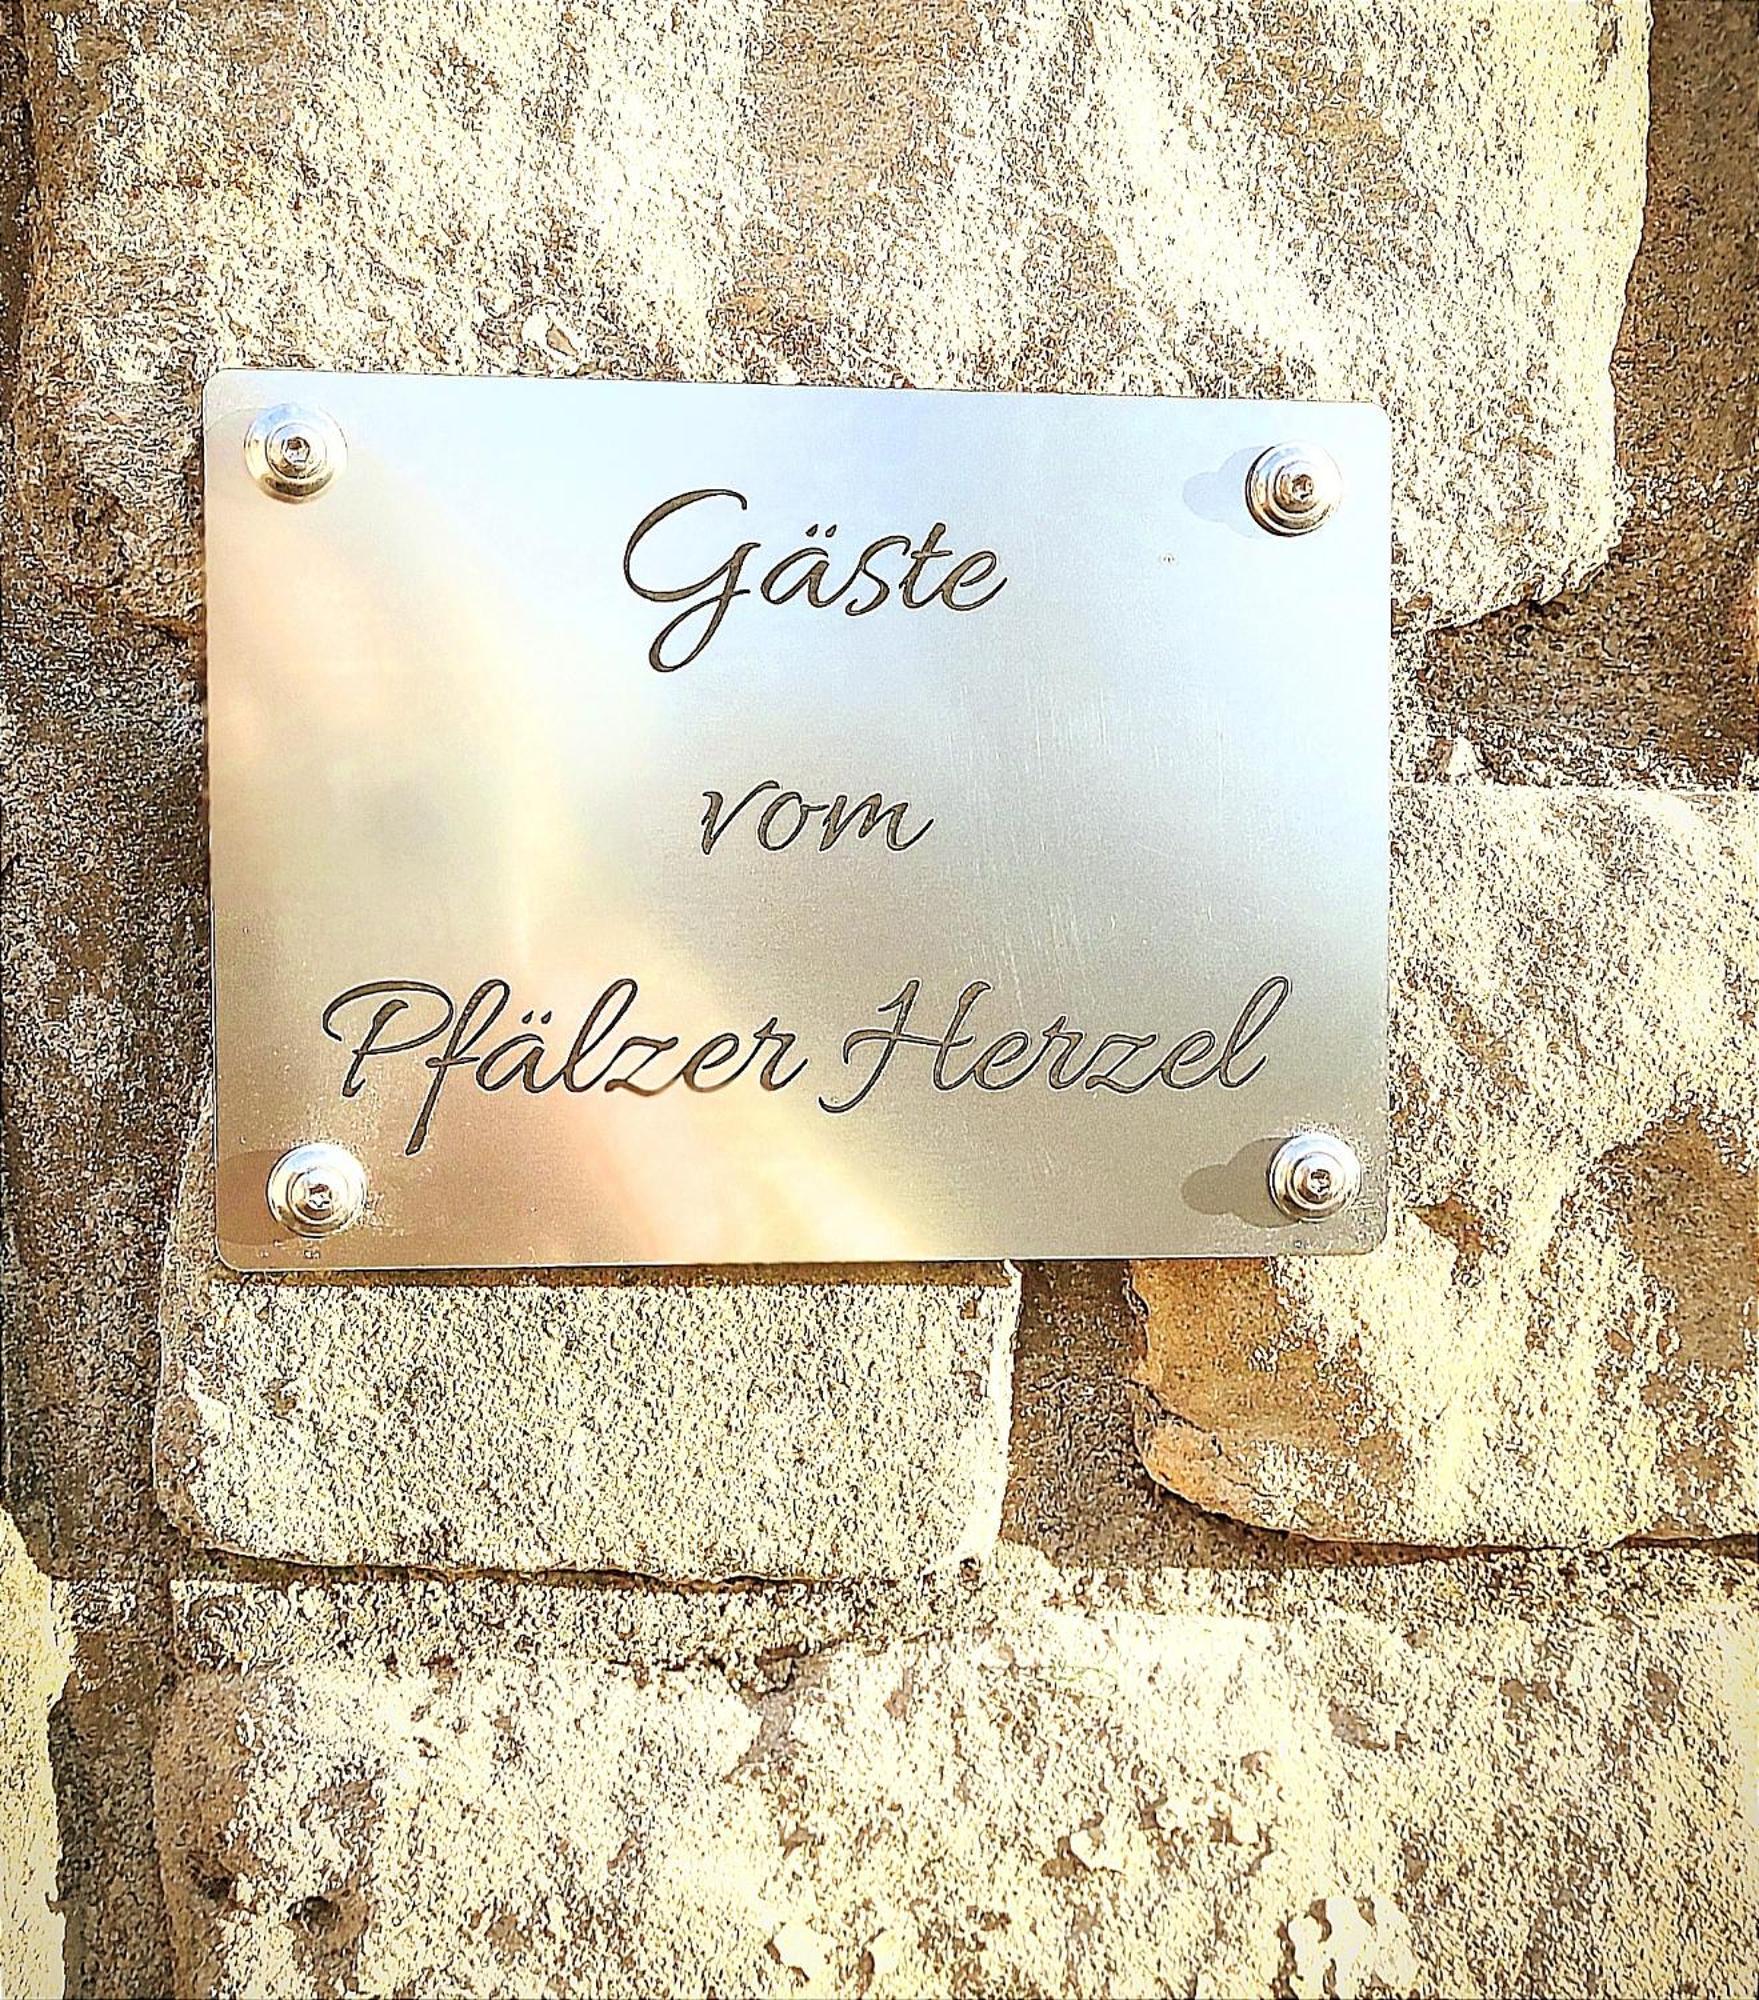 Gäste
vom
Pfälzer Herzel